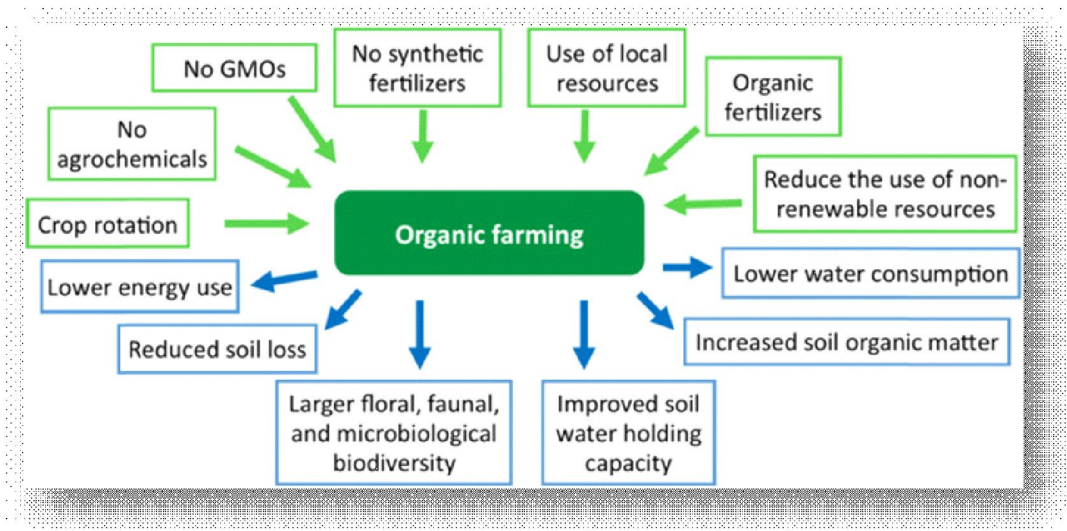 No GMOs
No synthetic
fertilizers
Use of local
resources
Organic
fertilizers
No
agrochemicals
Reduce the use of non-
renewable resources
Crop rotation
Organic farming
Lower energy use
Lower water consumption
Reduced soil loss
Increased soil organic matter
Larger floral, faunal,
and microbiological
biodiversity
Improved soil
water holding
capacity